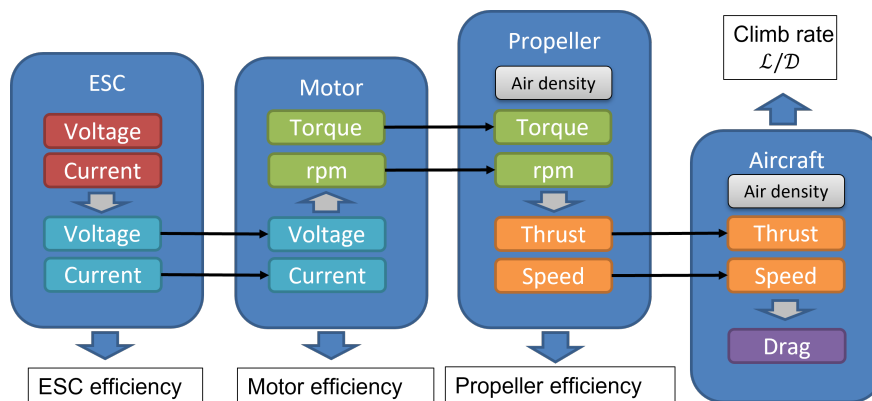 ESC
Voltage
Current
Voltage
Current
ESC efficiency
Motor
Torque
rpm
Voltage
Current
Motor efficiency
Propeller
Air density
Torque
rpm
Thrust
Speed
Propeller efficiency
Climb rate
ℒ/𝒟
Aircraft
Air density
Thrust
Speed
Drag